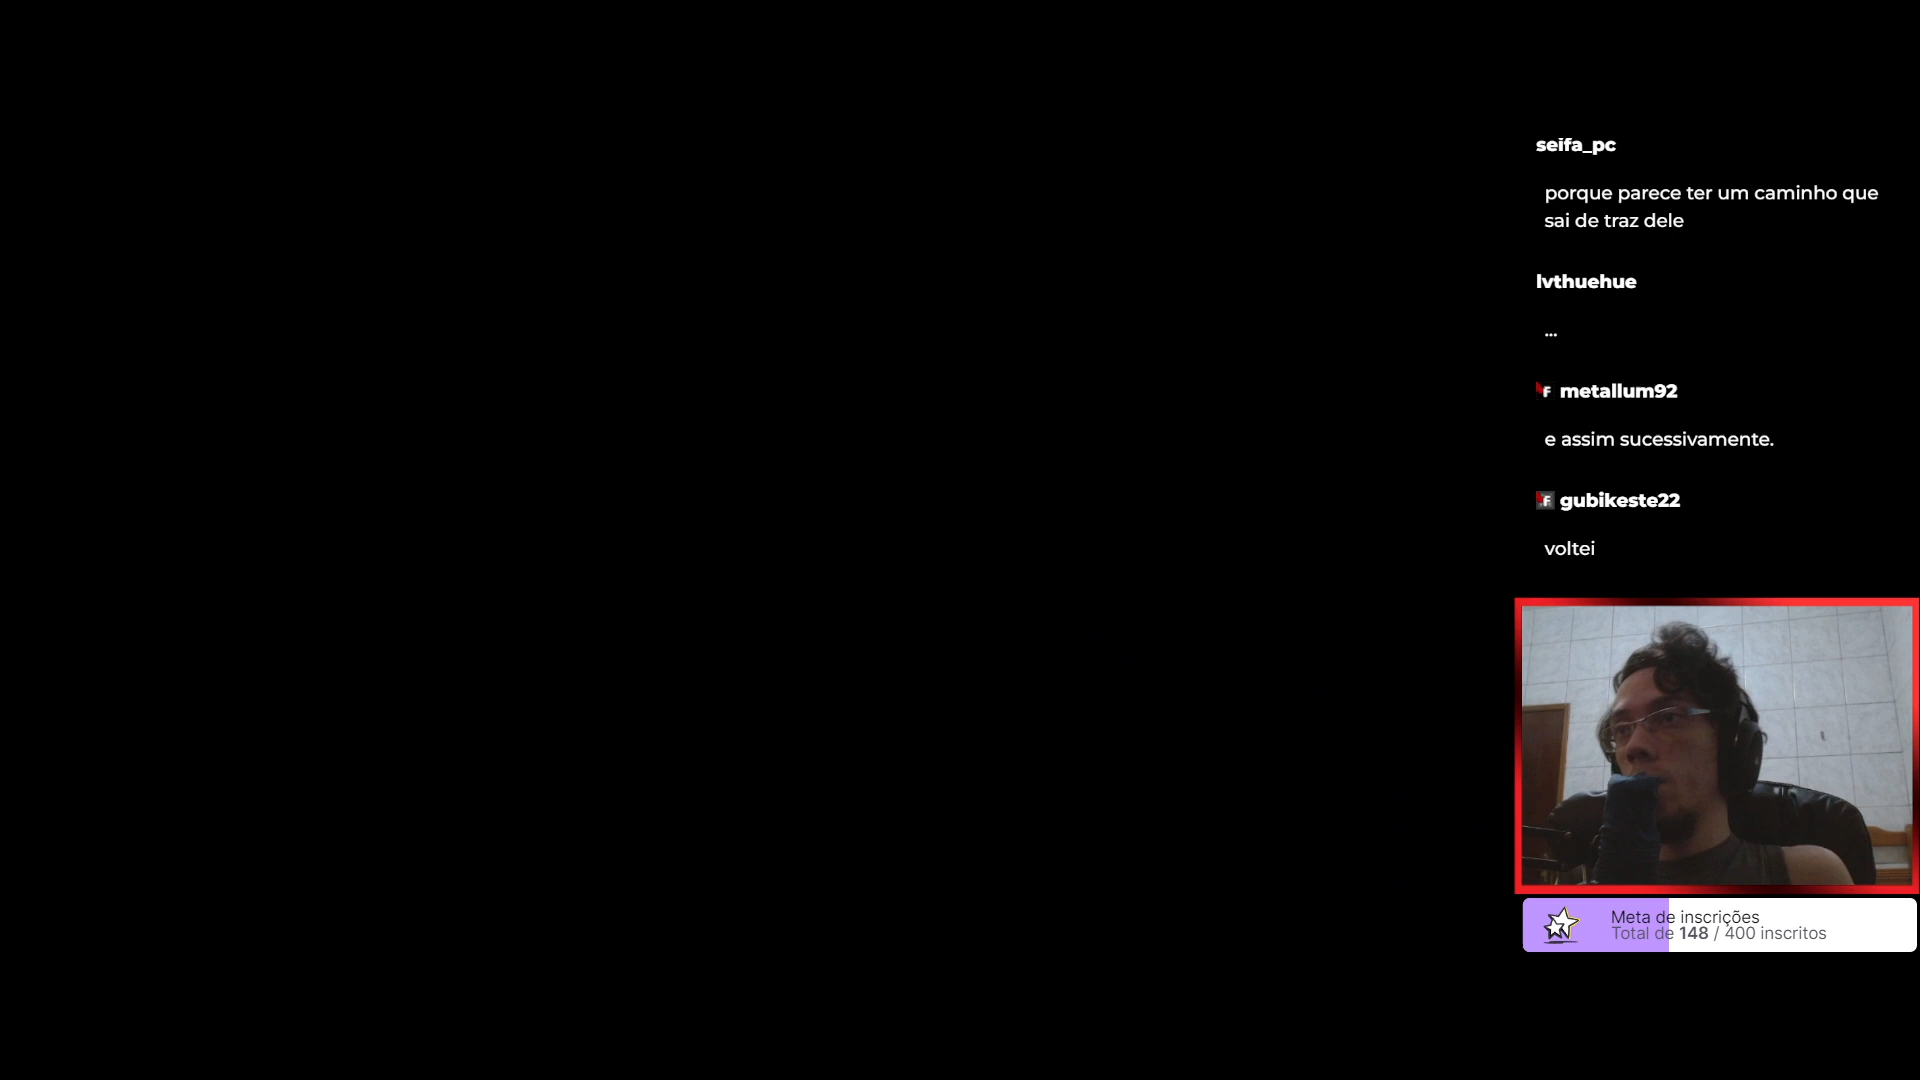 seifa_pc
porque parece ter um caminho que
sai de traz dele
lvthuehue
...
F metallum92
e assim sucessivamente.
F gubikeste22
voltei
Meta de inscrições
Total de 148 / 400 inscritos